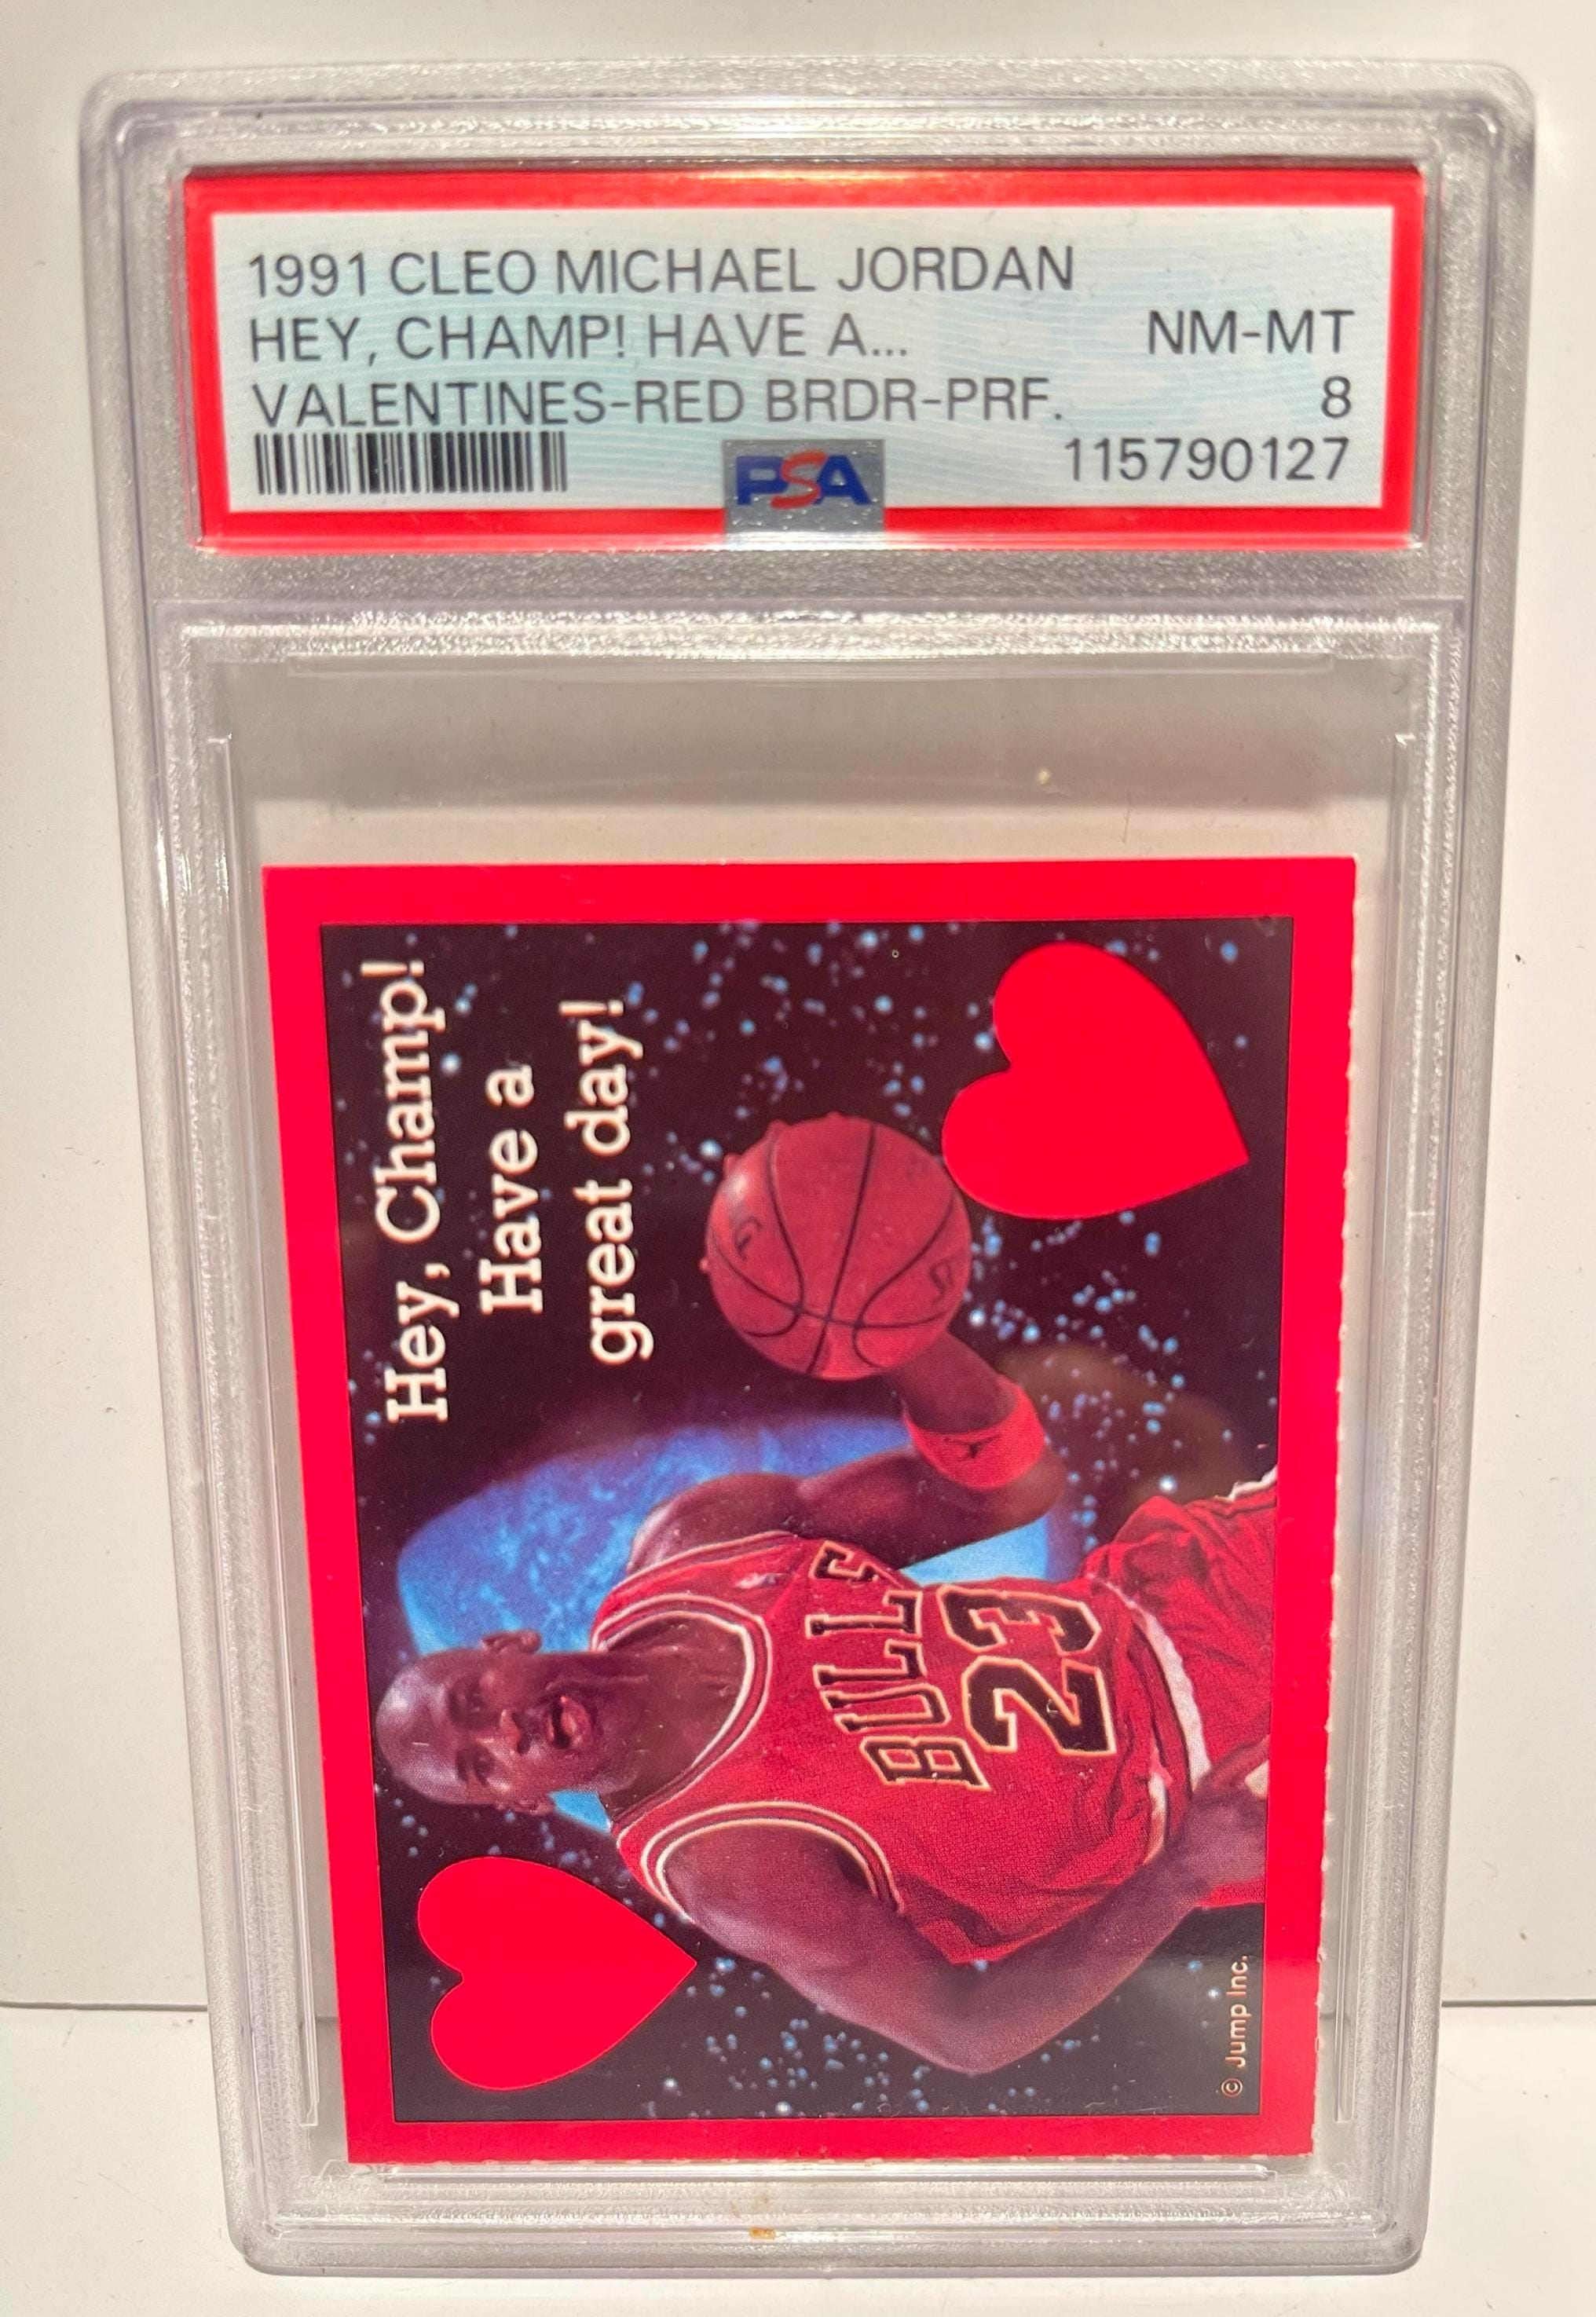 1991 CLEO MICHAEL JORDAN
HEY, CHAMP! HAVE A... NM-MT
VALENTINES-RED BRDR-PRF. 8
PSA 115790127
Hey, Champ!
Have a
great day!
BULLS
23
© Jump Inc.